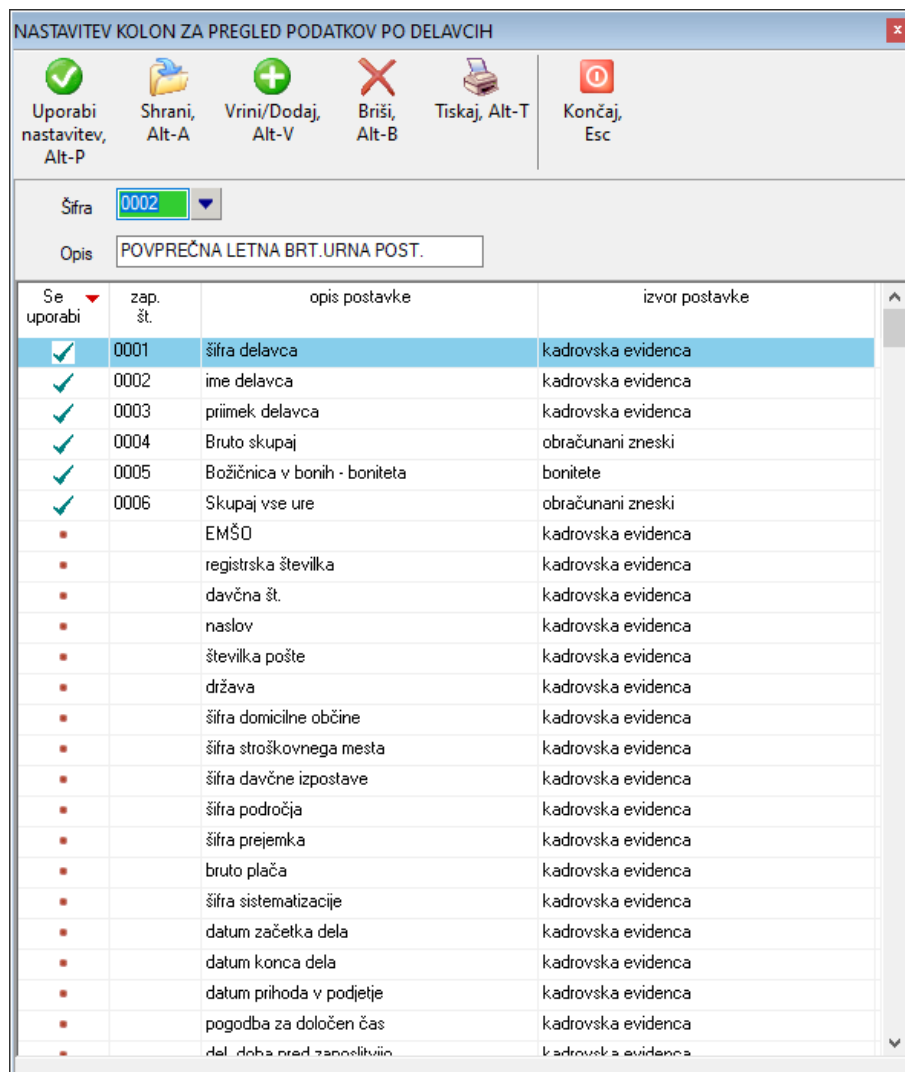 NASTAVITEV KOLON ZA PREGLED PODATKOV PO DELAVCIH
Uporabi nastavitev, Alt-P
Shrani, Alt-A
Vrini/Dodaj, Alt-V
Briši, Alt-B
Tiskaj, Alt-T
Končaj, Esc
Šifra 0002
Opis POVPREČNA LETNA BRT.URNA POST.
Se uporabi zap. št. opis postavke izvor postavke
0001 šifra delavca kadrovska evidenca
0002 ime delavca kadrovska evidenca
0003 priimek delavca kadrovska evidenca
0004 Bruto skupaj obračunani zneski
0005 Božičnica v bonih - boniteta bonitete
0006 Skupaj vse ure obračunani zneski
EMŠO kadrovska evidenca
registrska številka kadrovska evidenca
davčna št. kadrovska evidenca
naslov kadrovska evidenca
številka pošte kadrovska evidenca
država kadrovska evidenca
šifra domicilne občine kadrovska evidenca
šifra stroškovnega mesta kadrovska evidenca
šifra davčne izpostave kadrovska evidenca
šifra področja kadrovska evidenca
šifra prejemka kadrovska evidenca
bruto plača kadrovska evidenca
šifra sistematizacije kadrovska evidenca
datum začetka dela kadrovska evidenca
datum konca dela kadrovska evidenca
datum prihoda v podjetje kadrovska evidenca
pogodba za določen čas kadrovska evidenca
del. doba pred zaposlitvijo kadrovska evidenca